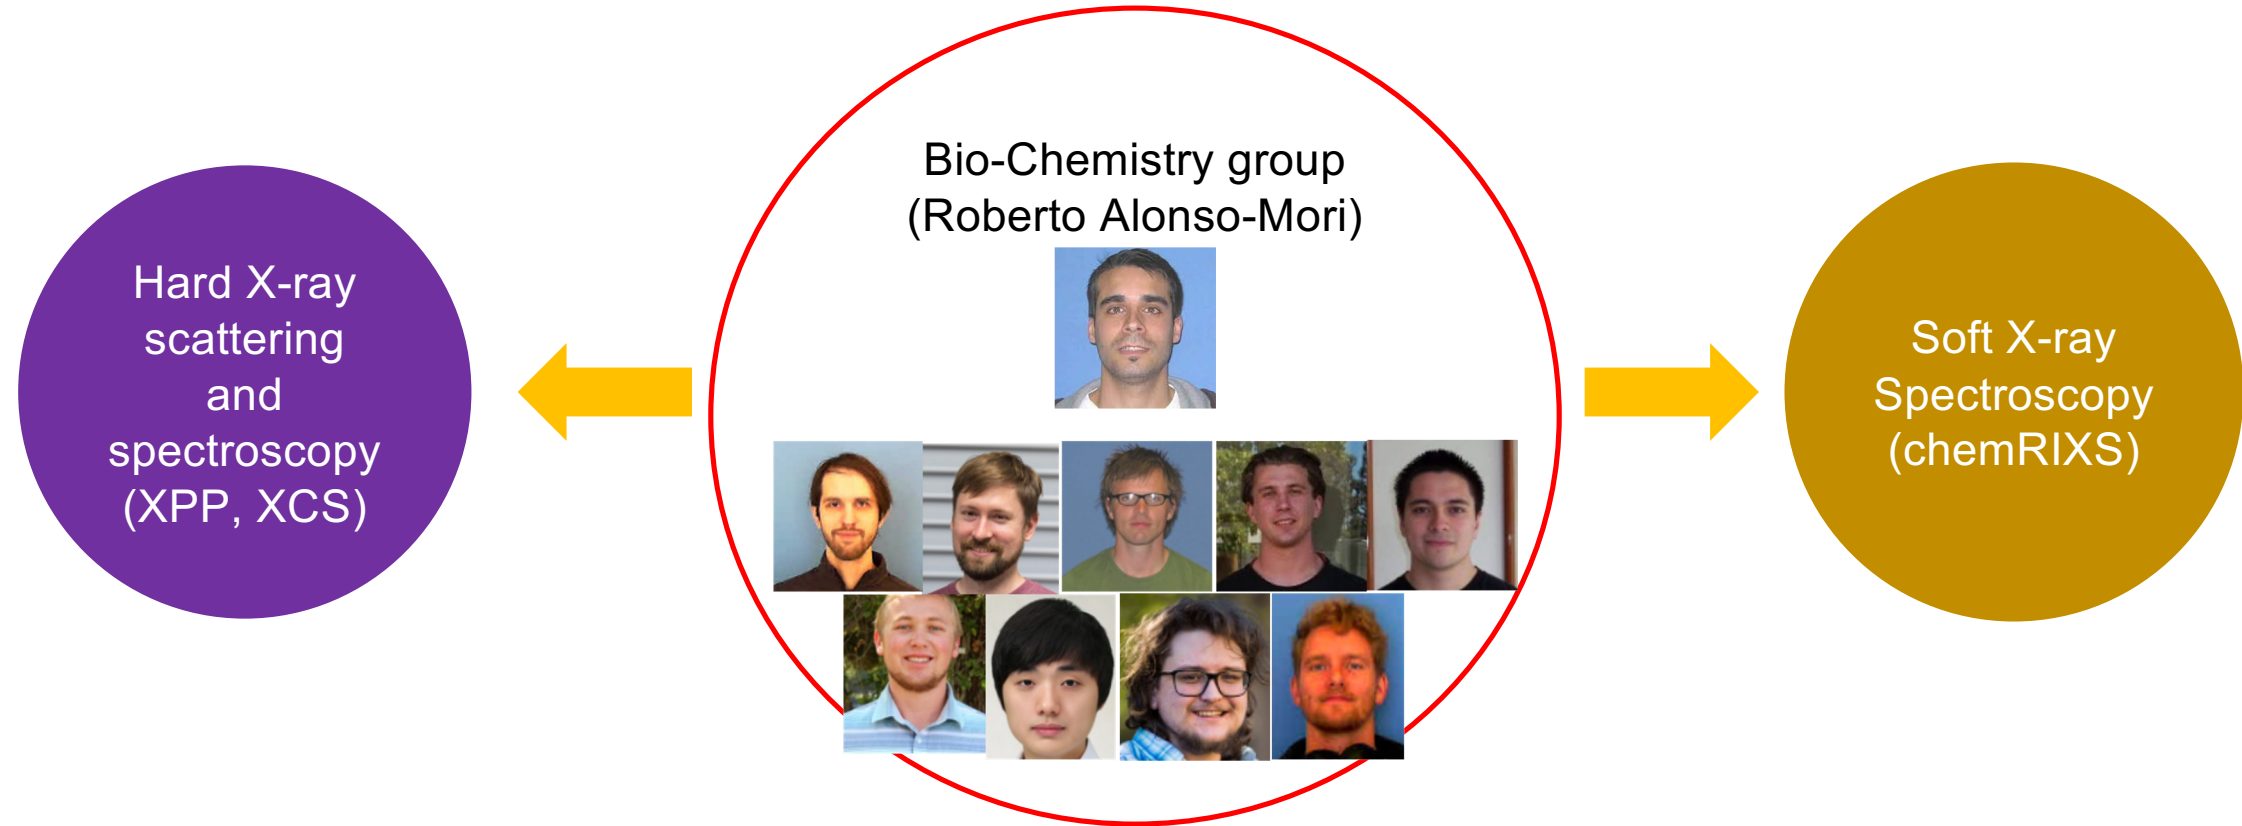 Hard X-ray
scattering
and
spectroscopy
(XPP, XCS)
Bio-Chemistry group
(Roberto Alonso-Mori)
Soft X-ray
Spectroscopy
(chemRIXS)